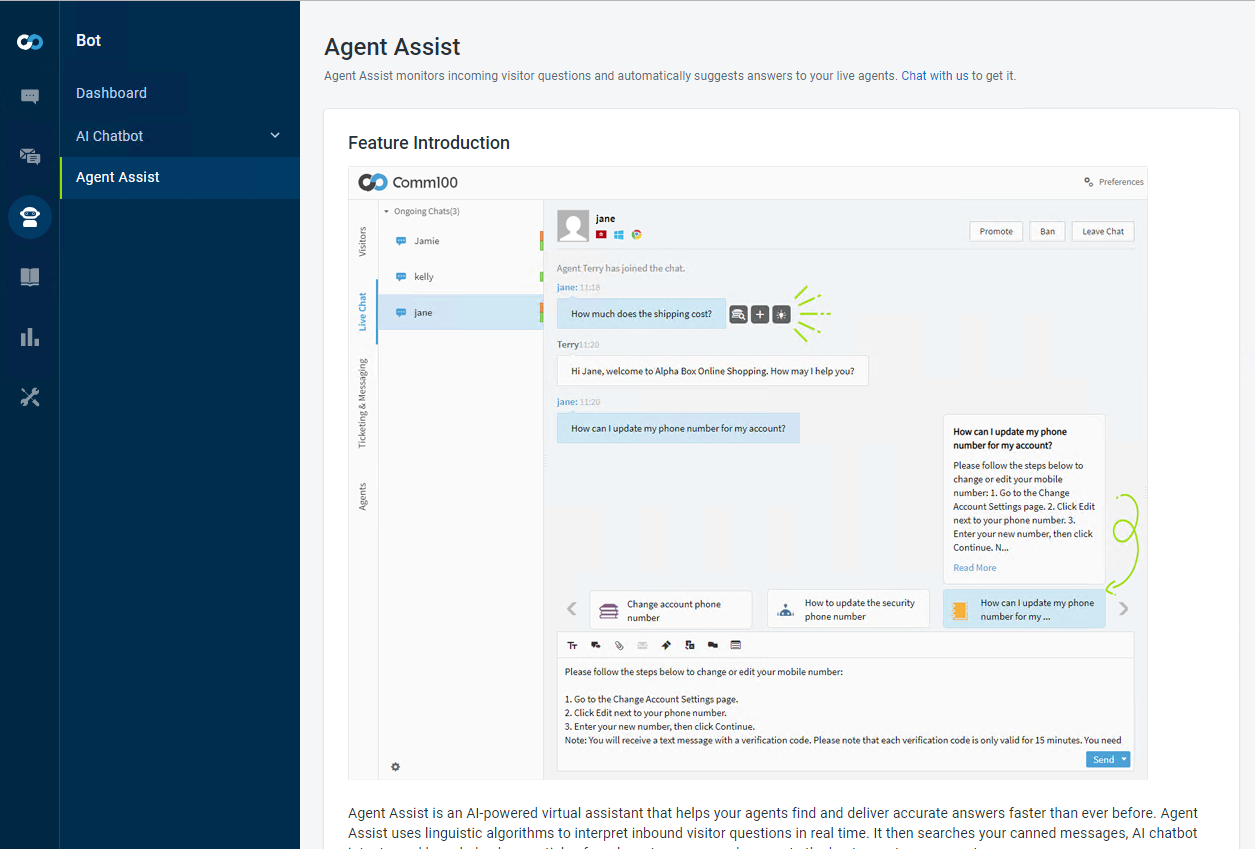 Bot
Dashboard
AI Chatbot
Agent Assist
Agent Assist
Agent Assist monitors incoming visitor questions and automatically suggests answers to your live agents. Chat with us to get it.
Feature Introduction
Comm100
Preferences
Visitors
Live Chat
Ticketing & Messaging
Agents
Ongoing Chats(3)
Jamie
kelly
jane
jane
Promote
Ban
Leave Chat
Agent Terry has joined the chat.
jane: 11:18
How much does the shipping cost?
Terry11:20
Hi Jane, welcome to Alpha Box Online Shopping. How may I help you?
jane: 11:20
How can I update my phone number for my account?
How can I update my phone
number for my account?
Please follow the steps below to
change or edit your mobile
number: 1. Go to the Change
Account Settings page. 2. Click Edit
next to your phone number. 3.
Enter your new number, then click
Continue. N...
Read More
Change account phone
number
How to update the security
phone number
How can I update my phone
number for my ...
Please follow the steps below to change or edit your mobile number:
1. Go to the Change Account Settings page.
2. Click Edit next to your phone number.
3. Enter your new number, then click Continue.
Note: You will receive a text message with a verification code. Please note that each verification code is only valid for 15 minutes. You need
Send
Agent Assist is an AI-powered virtual assistant that helps your agents find and deliver accurate answers faster than ever before. Agent
Assist uses linguistic algorithms to interpret inbound visitor questions in real time. It then searches your canned messages, AI chatbot